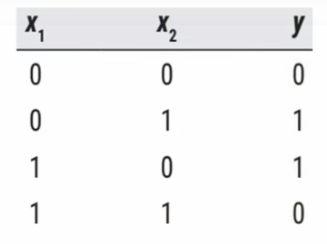 x₁ x₂ y
0 0 0
0 1 1
1 0 1
1 1 0